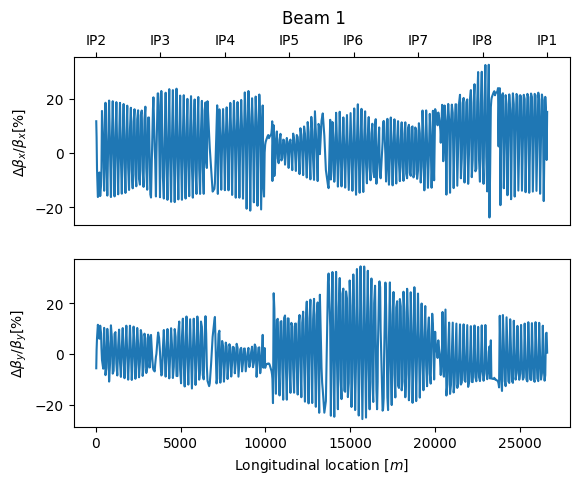 Beam 1
IP2 IP3 IP4 IP5 IP6 IP7 IP8 IP1
Δβx/βx[%]
20
0
−20
Δβy/βy[%]
20
0
−20
0 5000 10000 15000 20000 25000
Longitudinal location [m]